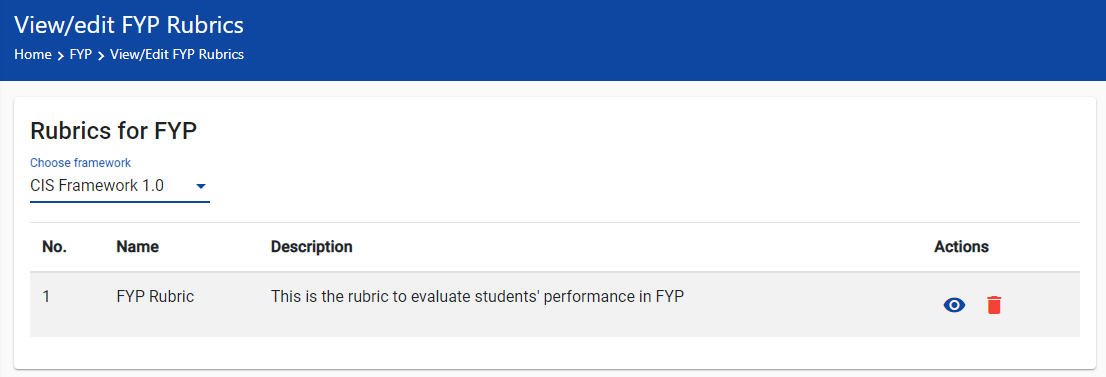 View/edit FYP Rubrics
Home > FYP > View/Edit FYP Rubrics
Rubrics for FYP
Choose framework
CIS Framework 1.0
No. Name Description Actions
1 FYP Rubric This is the rubric to evaluate students' performance in FYP